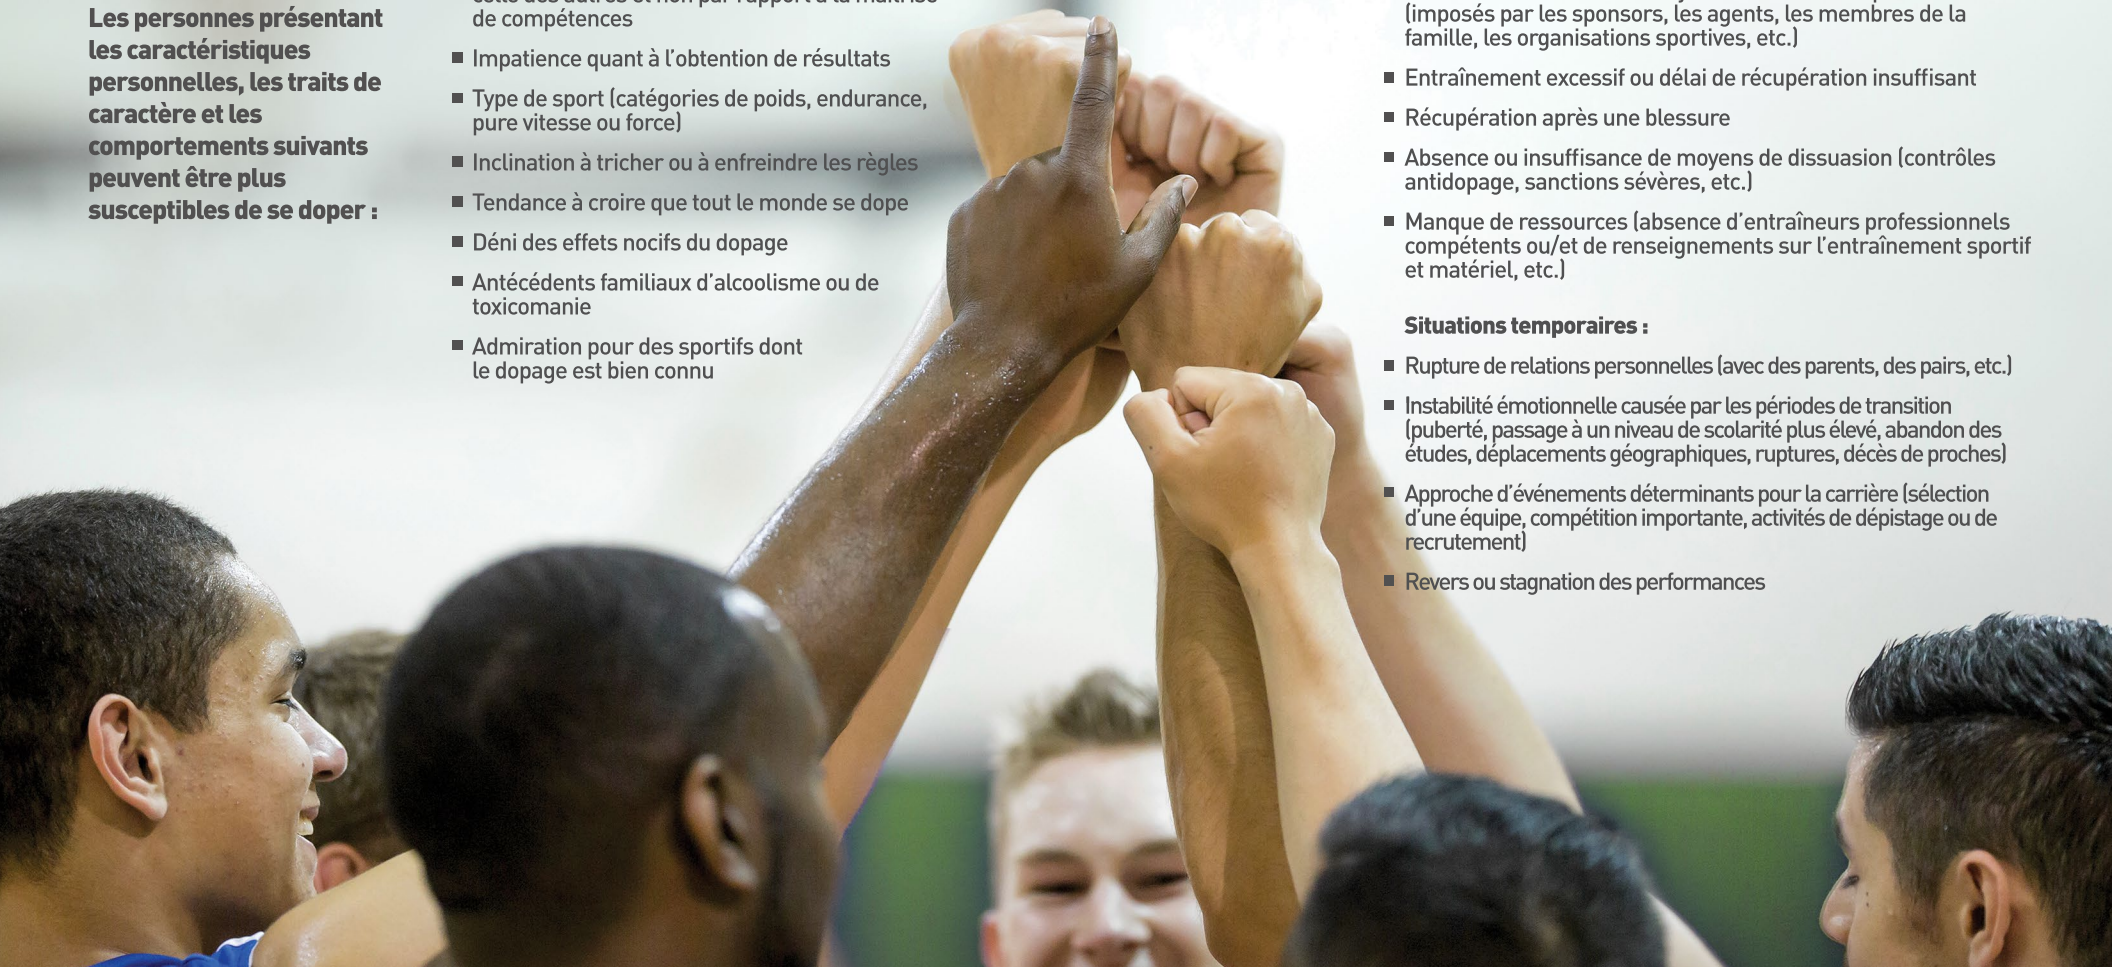 Les personnes présentant
les caractéristiques
personnelles, les traits de
caractère et les
comportements suivants
peuvent être plus
susceptibles de se doper :
de compétences
■ Impatience quant à l'obtention de résultats
■ Type de sport (catégories de poids, endurance,
pure vitesse ou force)
■ Inclination à tricher ou à enfreindre les règles
■ Tendance à croire que tout le monde se dope
■ Déni des effets nocifs du dopage
■ Antécédents familiaux d'alcoolisme ou de
toxicomanie
■ Admiration pour des sportifs dont
le dopage est bien connu
(imposés par les sponsors, les agents, les membres de la
famille, les organisations sportives, etc.)
■ Entraînement excessif ou délai de récupération insuffisant
■ Récupération après une blessure
■ Absence ou insuffisance de moyens de dissuasion (contrôles
antidopage, sanctions sévères, etc.)
■ Manque de ressources (absence d'entraîneurs professionnels
compétents ou/et de renseignements sur l'entraînement sportif
et matériel, etc.)
Situations temporaires :
■ Rupture de relations personnelles (avec des parents, des pairs, etc.)
■ Instabilité émotionnelle causée par les périodes de transition
(puberté, passage à un niveau de scolarité plus élevé, abandon des
études, déplacements géographiques, ruptures, décès de proches)
■ Approche d'événements déterminants pour la carrière (sélection
d'une équipe, compétition importante, activités de dépistage ou de
recrutement)
■ Revers ou stagnation des performances